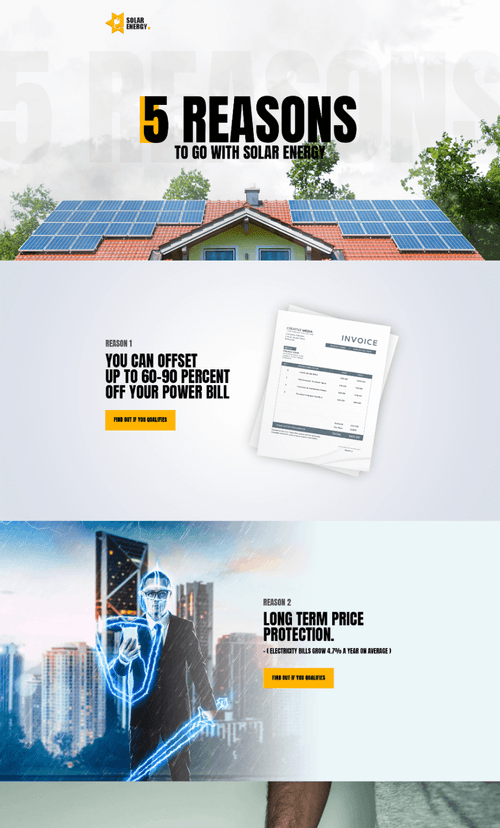 SOLAR
ENERGY
5 REASONS
5 REASONS
TO GO WITH SOLAR ENERGY
REASON 1
YOU CAN OFFSET
UP TO 60-90 PERCENT
OFF YOUR POWER BILL
FIND OUT IF YOU QUALIFIES
INVOICE
REASON 2
LONG TERM PRICE
PROTECTION.
- ( ELECTRICITY BILLS GROW 4.7% A YEAR ON AVERAGE )
FIND OUT IF YOU QUALIFIES